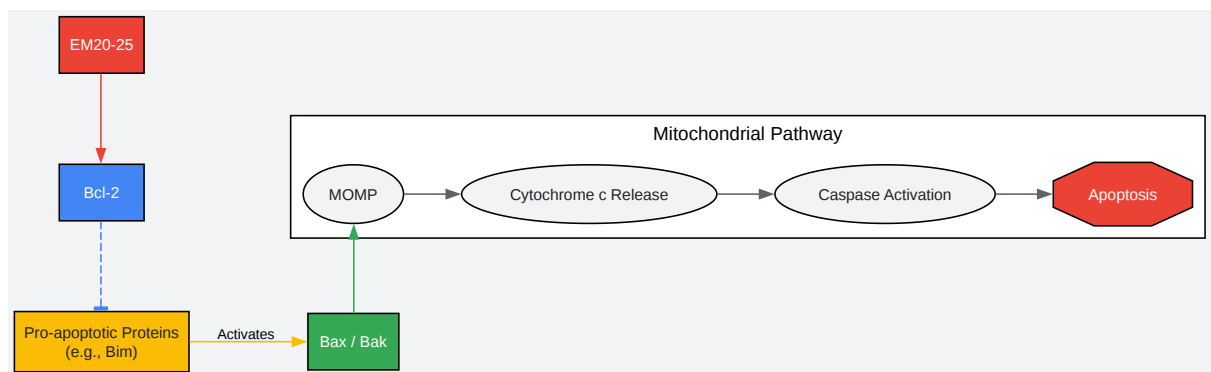 EM20-25
Mitochondrial Pathway
Bcl-2
MOMP
Cytochrome c Release
Caspase Activation
Apoptosis
Pro-apoptotic Proteins
(e.g., Bim)
Activates
Bax / Bak